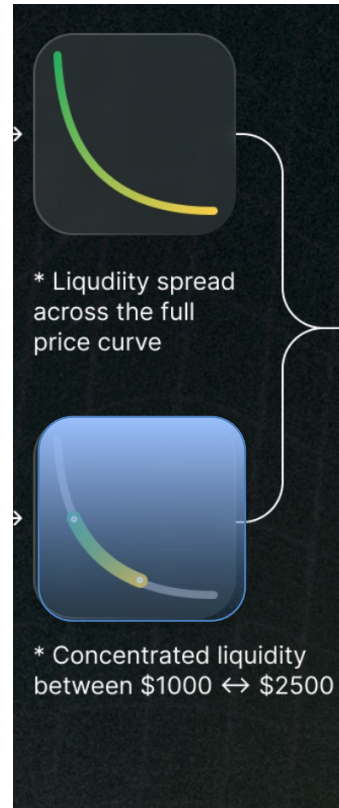 * Liqudiity spread
across the full
price curve
* Concentrated liquidity
between $1000 ↔ $2500